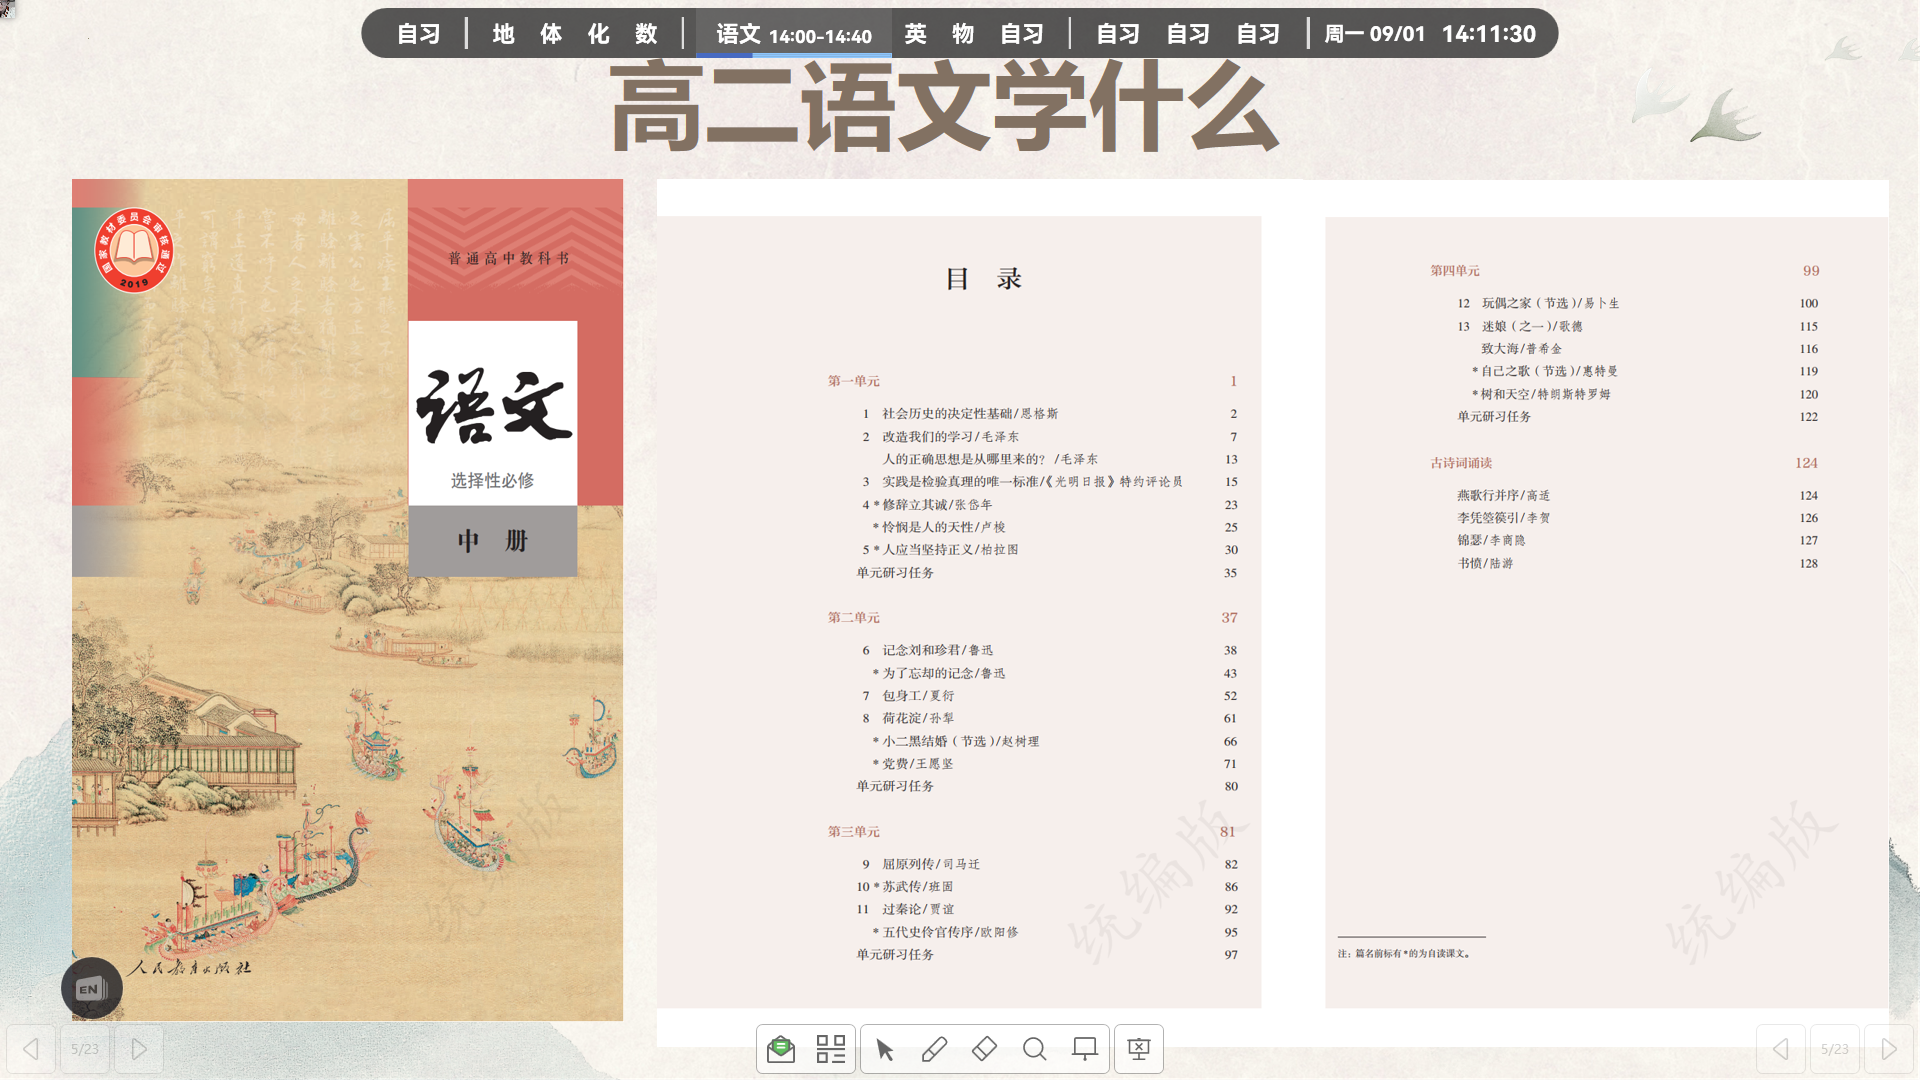 自习 | 地 体 化 数 | 语文 14:00-14:40 英 物 自习 | 自习 自习 自习 | 周一 09/01 14:11:30
高二语文学什么
国家教材委员会审核通过
2019
普通高中教科书
语文
选择性必修
中 册
人民教育出版社
EN
目 录
第一单元 1
1 社会历史的决定性基础/恩格斯 2
2 改造我们的学习/毛泽东 7
人的正确思想是从哪里来的？/毛泽东 13
3 实践是检验真理的唯一标准/《光明日报》特约评论员 15
4 *修辞立其诚/张岱年 23
*怜悯是人的天性/卢梭 25
5 *人应当坚持正义/柏拉图 30
单元研习任务 35
第二单元 37
6 记念刘和珍君/鲁迅 38
*为了忘却的记念/鲁迅 43
7 包身工/夏衍 52
8 荷花淀/孙犁 61
*小二黑结婚（节选）/赵树理 66
*党费/王愿坚 71
单元研习任务 80
第三单元 81
9 屈原列传/司马迁 82
10 *苏武传/班固 86
11 过秦论/贾谊 92
*五代史伶官传序/欧阳修 95
单元研习任务 97
统编版
第四单元 99
12 玩偶之家（节选）/易卜生 100
13 迷娘（之一）/歌德 115
致大海/普希金 116
*自己之歌（节选）/惠特曼 119
*树和天空/特朗斯特罗姆 120
单元研习任务 122
古诗词诵读 124
燕歌行并序/高适 124
李凭箜篌引/李贺 126
锦瑟/李商隐 127
书愤/陆游 128
统编版
注：篇名前标有*的为自读课文。
5/23
5/23